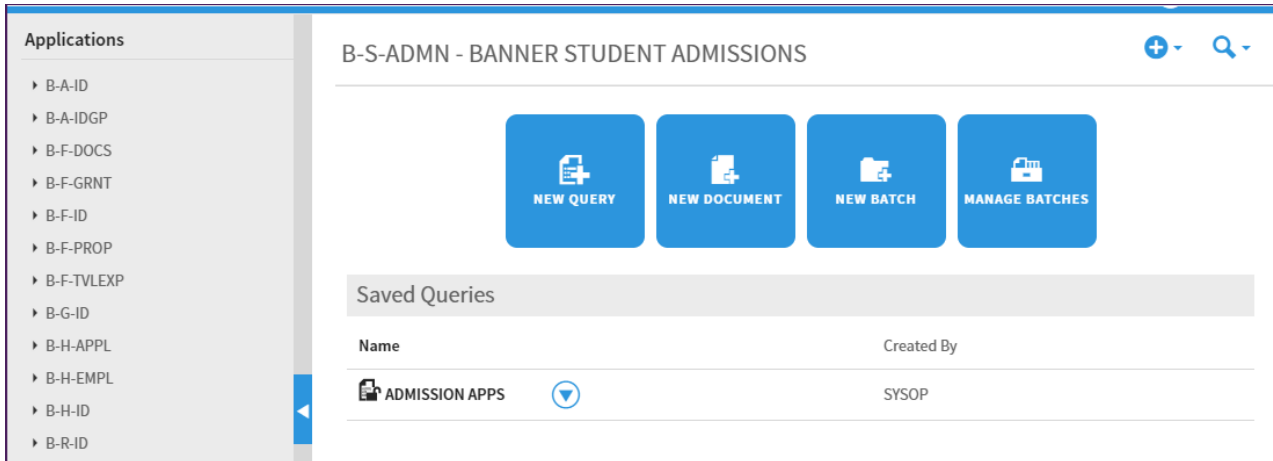 Applications
B-A-ID
B-A-IDGP
B-F-DOCS
B-F-GRNT
B-F-ID
B-F-PROP
B-F-TVLEXP
B-G-ID
B-H-APPL
B-H-EMPL
B-H-ID
B-R-ID
B-S-ADMN - BANNER STUDENT ADMISSIONS
NEW QUERY
NEW DOCUMENT
NEW BATCH
MANAGE BATCHES
Saved Queries
Name Created By
ADMISSION APPS SYSOP